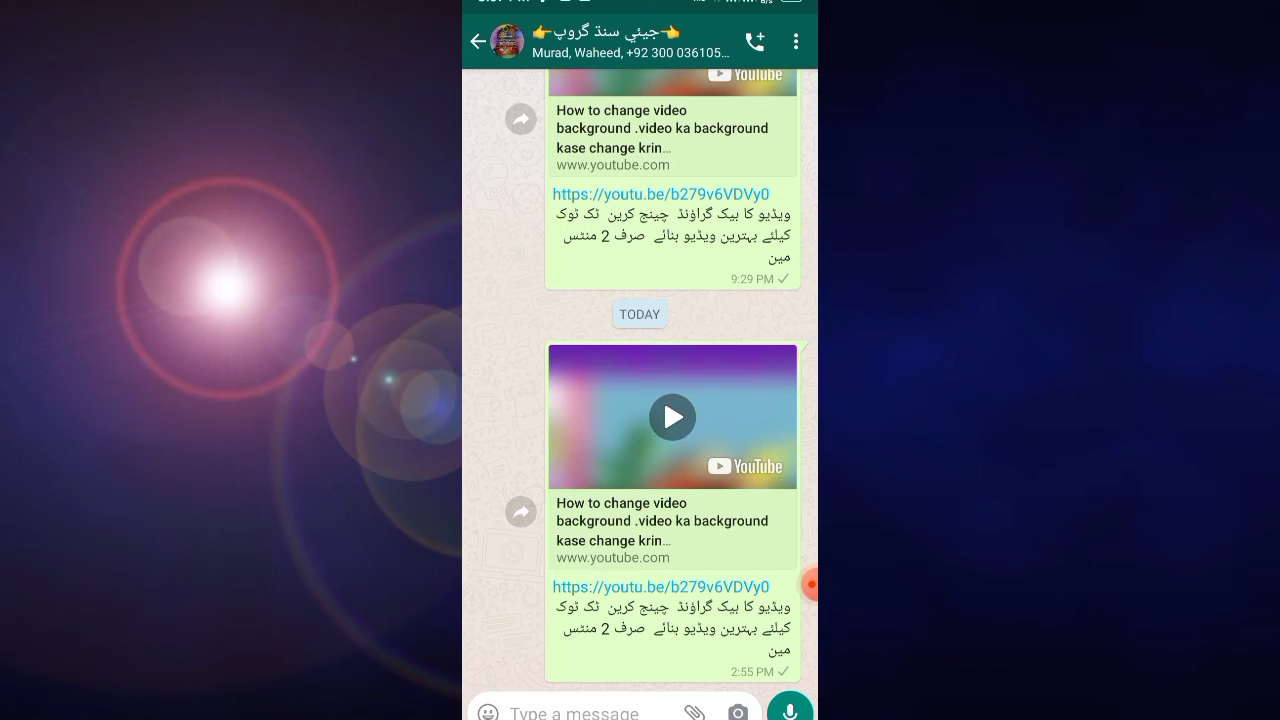 👉جيئي سنڌ گروپ👈
Murad, Waheed, +92 300 036105...
YouTube
How to change video
background .video ka background
kase change krin...
www.youtube.com
https://youtu.be/b279v6VDVy0
ویڈیو کا بیک گراؤنڈ چینج کرین ٹک ٹوک
کیلئے بہترین ویڈیو بنائے صرف 2 منٹس
مین
9:29 PM
TODAY
YouTube
How to change video
background .video ka background
kase change krin...
www.youtube.com
https://youtu.be/b279v6VDVy0
ویڈیو کا بیک گراؤنڈ چینج کرین ٹک ٹوک
کیلئے بہترین ویڈیو بنائے صرف 2 منٹس
مین
2:55 PM
Type a message